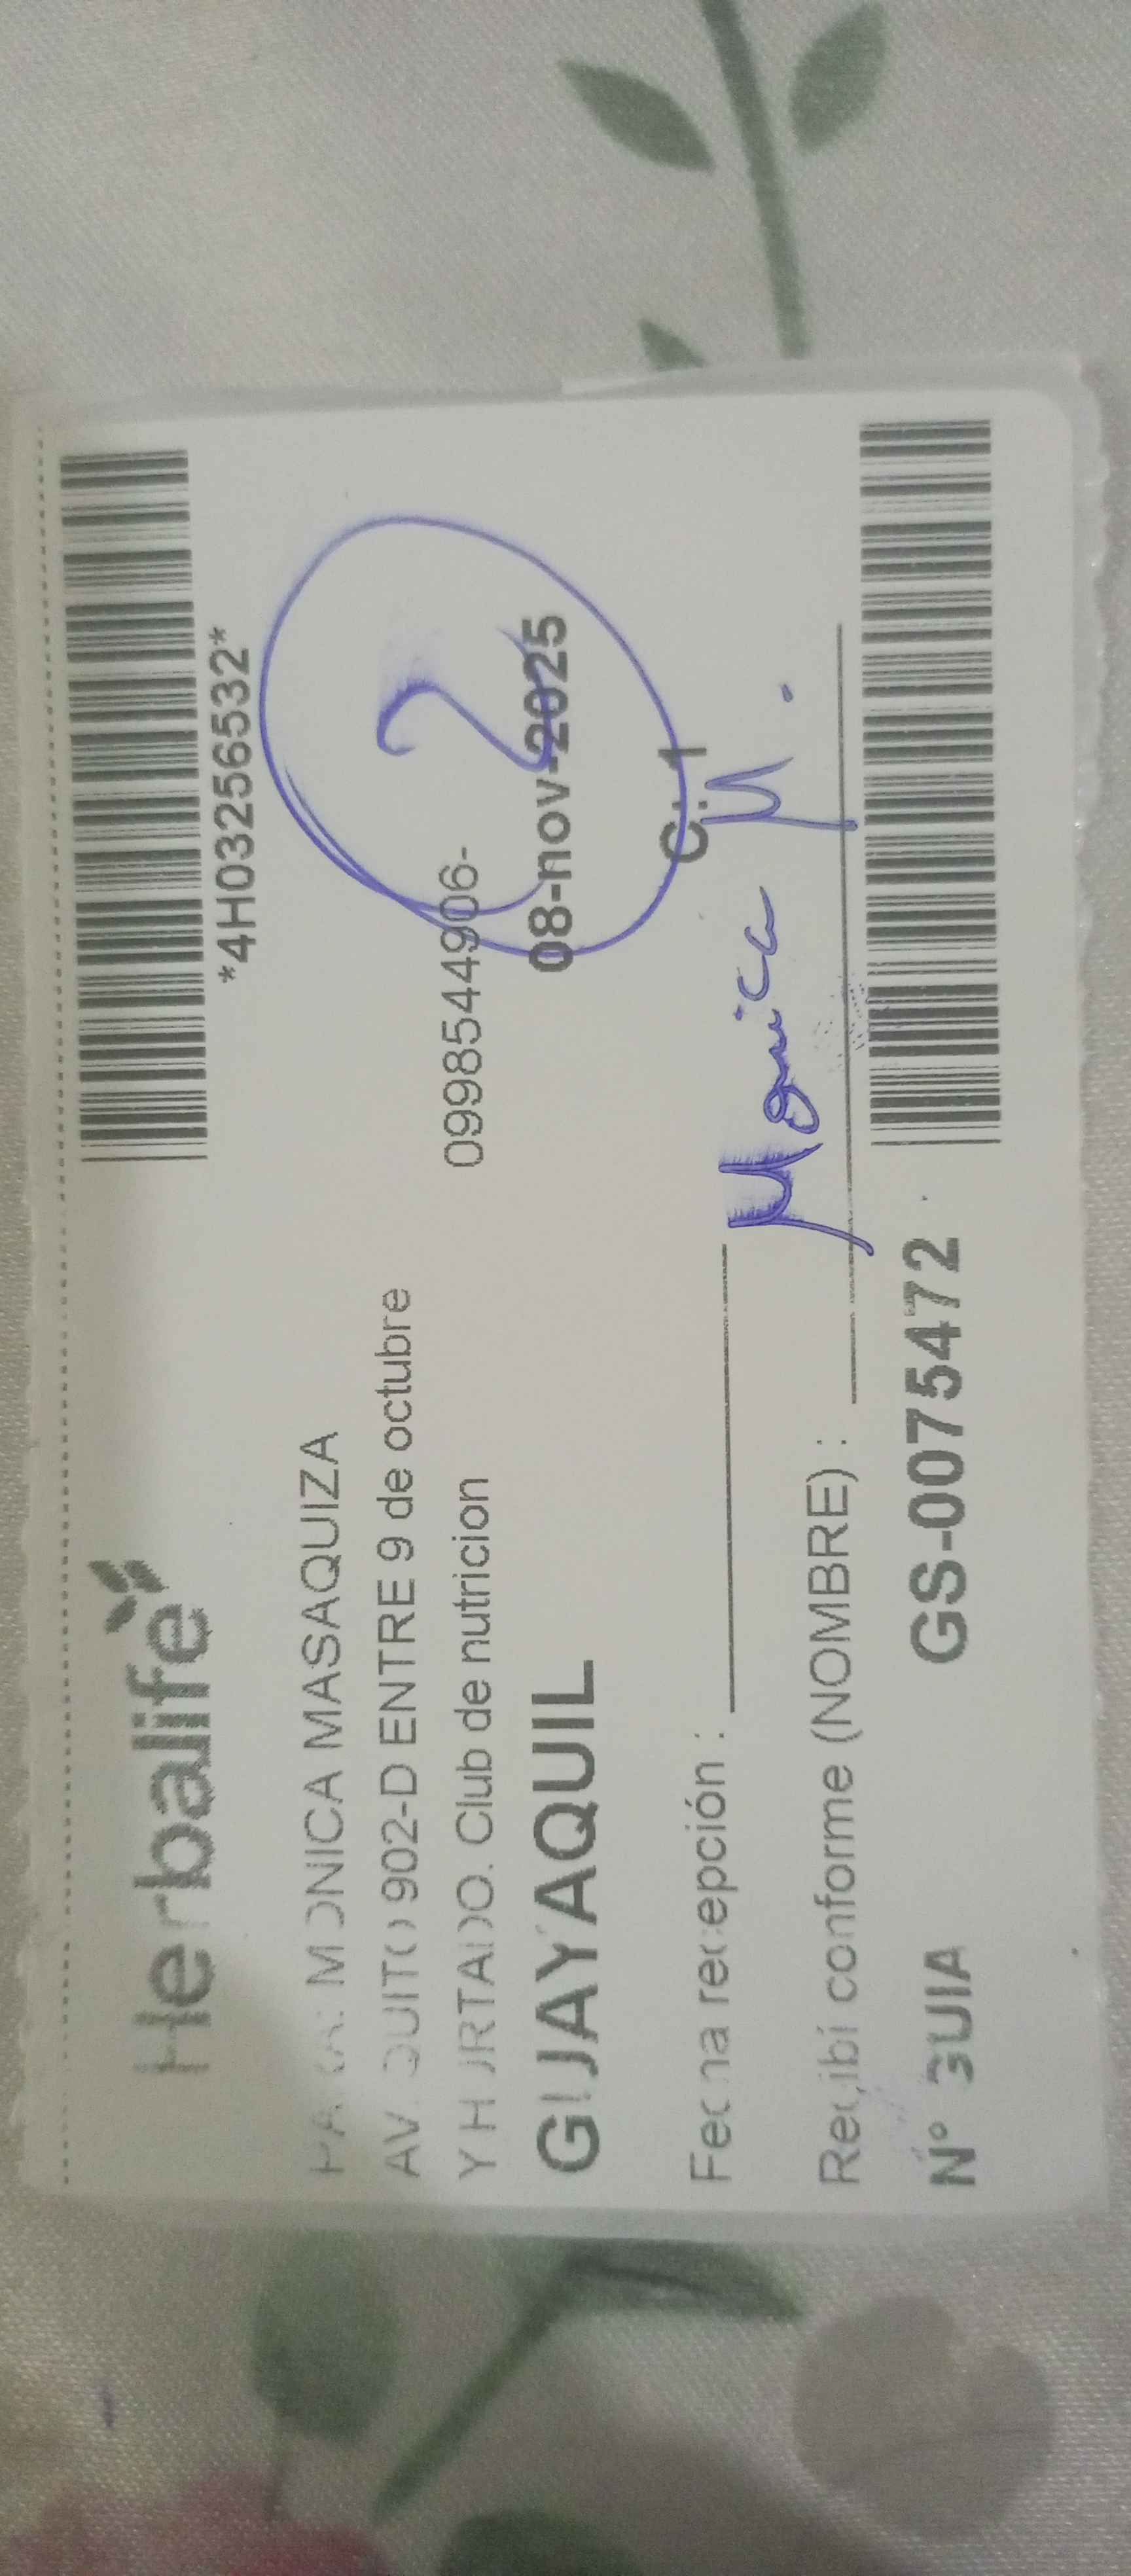 Herbalife
*4H03256532*
PARA: MONICA MASAQUIZA
AV. QUITO 902-D ENTRE 9 de octubre
Y HURTADO. Club de nutricion
0998544906-
GUAYAQUIL
08-nov-2025
2
C: 1
Fecha recepción :
Recibí conforme (NOMBRE) : Monica M.
Nº GUIA GS-0075472